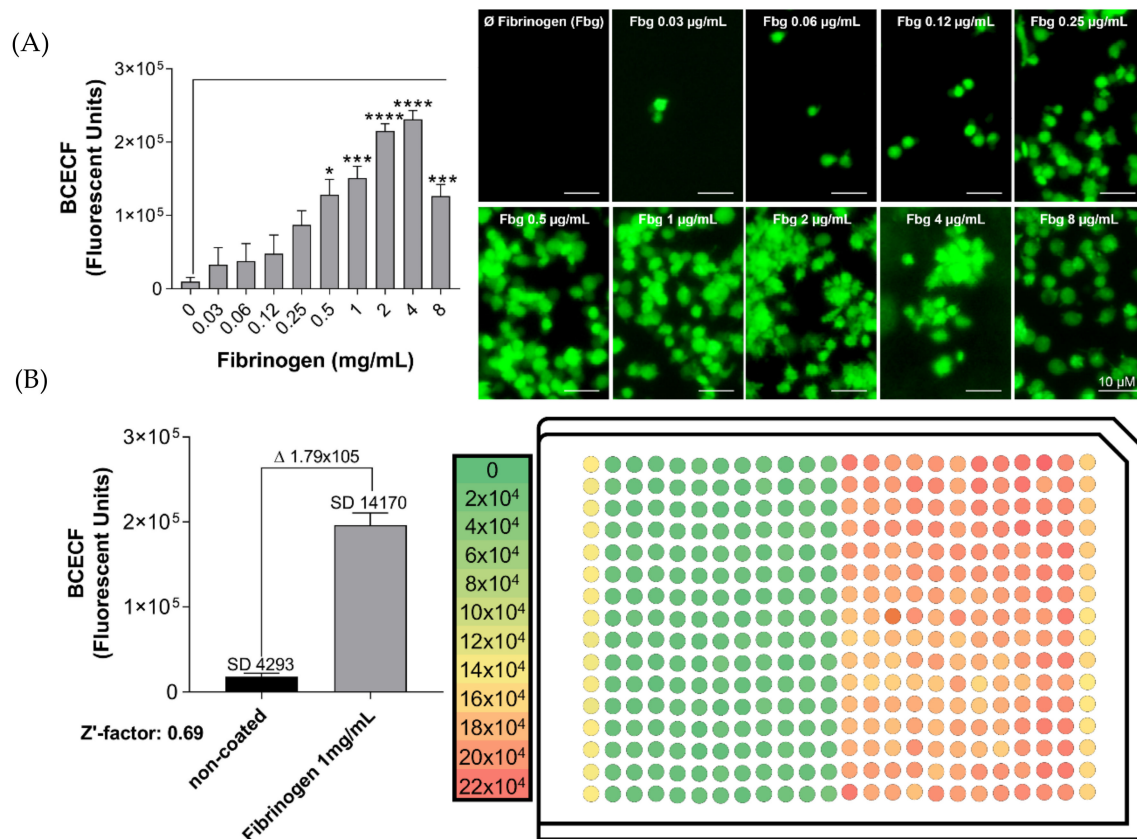 (A)
3×10⁵
2×10⁵
1×10⁵
0
BCECF
(Fluorescent Units)
* *** **** **** ***
0 0.03 0.06 0.12 0.25 0.5 1 2 4 8
Fibrinogen (mg/mL)
Ø Fibrinogen (Fbg) Fbg 0.03 µg/mL Fbg 0.06 µg/mL Fbg 0.12 µg/mL Fbg 0.25 µg/mL
Fbg 0.5 µg/mL Fbg 1 µg/mL Fbg 2 µg/mL Fbg 4 µg/mL Fbg 8 µg/mL
10 µM
(B)
3×10⁵
2×10⁵
1×10⁵
0
BCECF
(Fluorescent Units)
Δ 1.79x105
SD 14170
SD 4293
Z'-factor: 0.69
non-coated
Fibrinogen 1mg/mL
0
2x10⁴
4x10⁴
6x10⁴
8x10⁴
10x10⁴
12x10⁴
14x10⁴
16x10⁴
18x10⁴
20x10⁴
22x10⁴